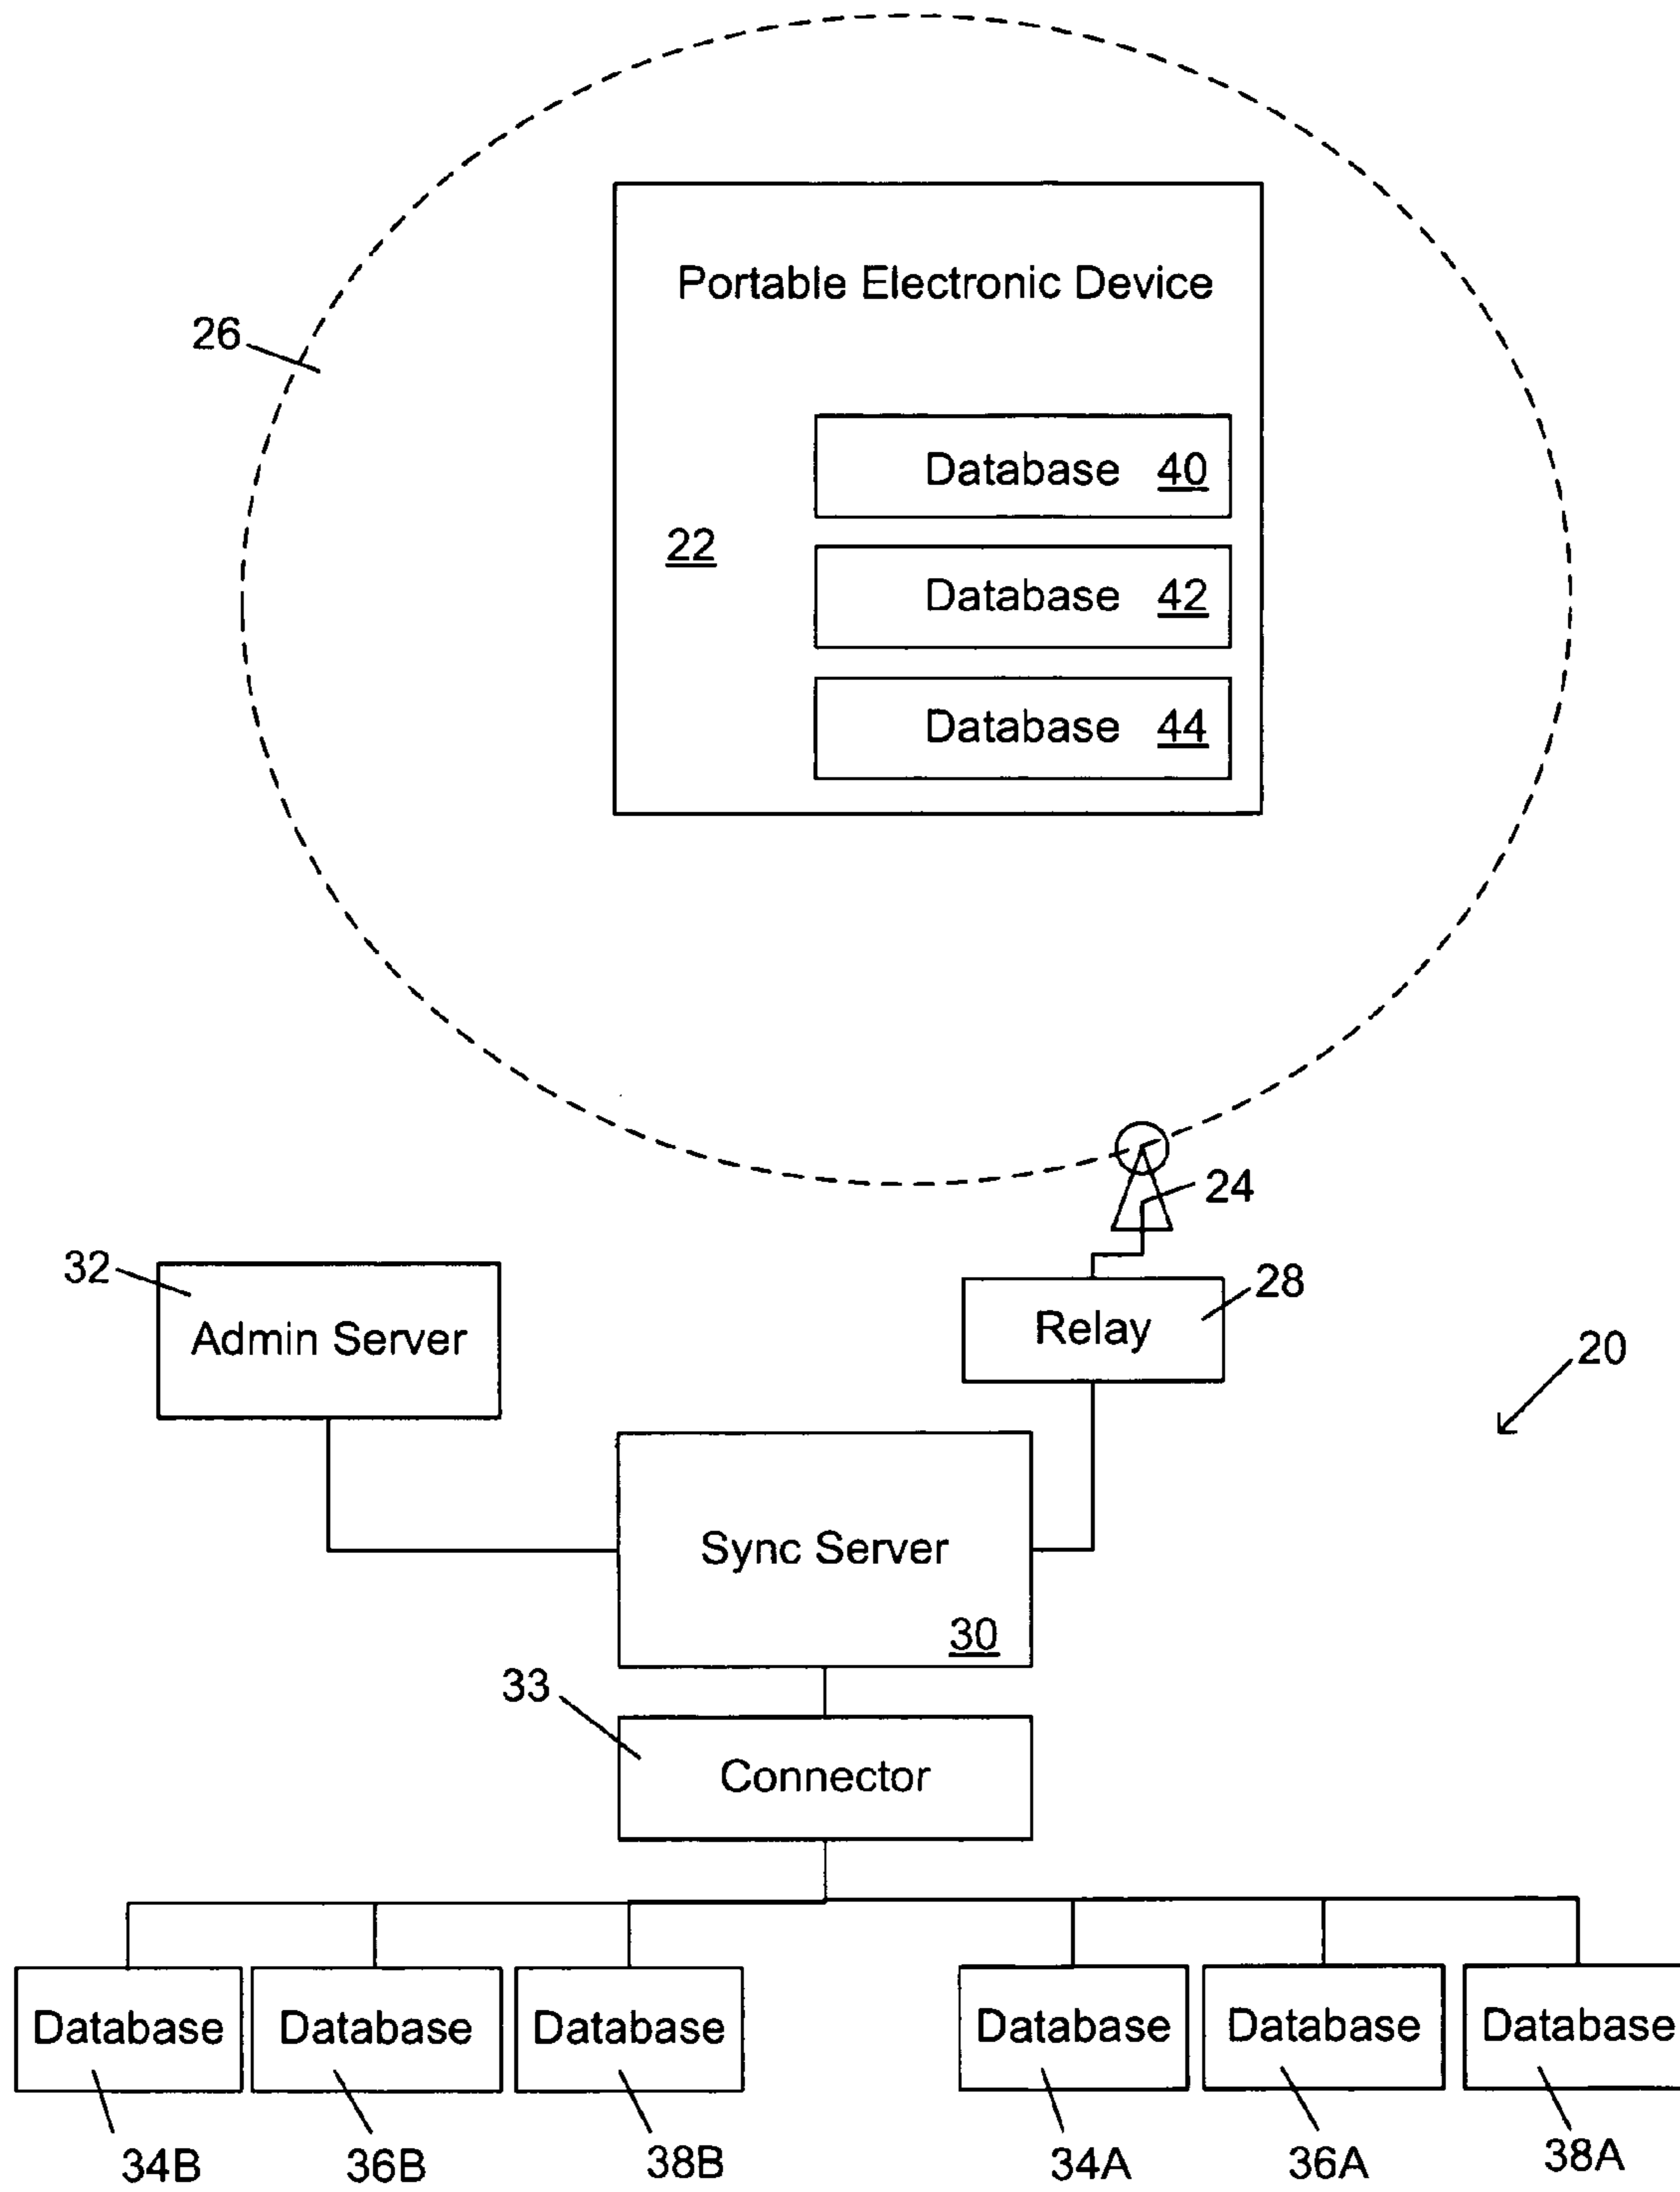 Portable Electronic Device
26
Database 40
22
Database 42
Database 44
24
32
Admin Server
28
Relay
20
Sync Server
30
33
Connector
Database Database Database Database Database Database
34B 36B 38B 34A 36A 38A